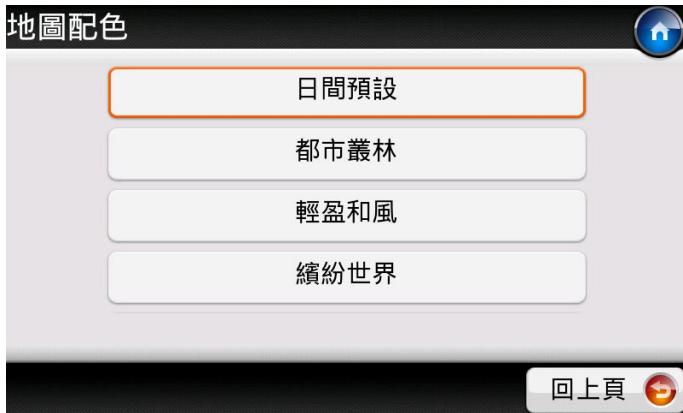 地圖配色
日間預設
都市叢林
輕盈和風
繽紛世界
回上頁